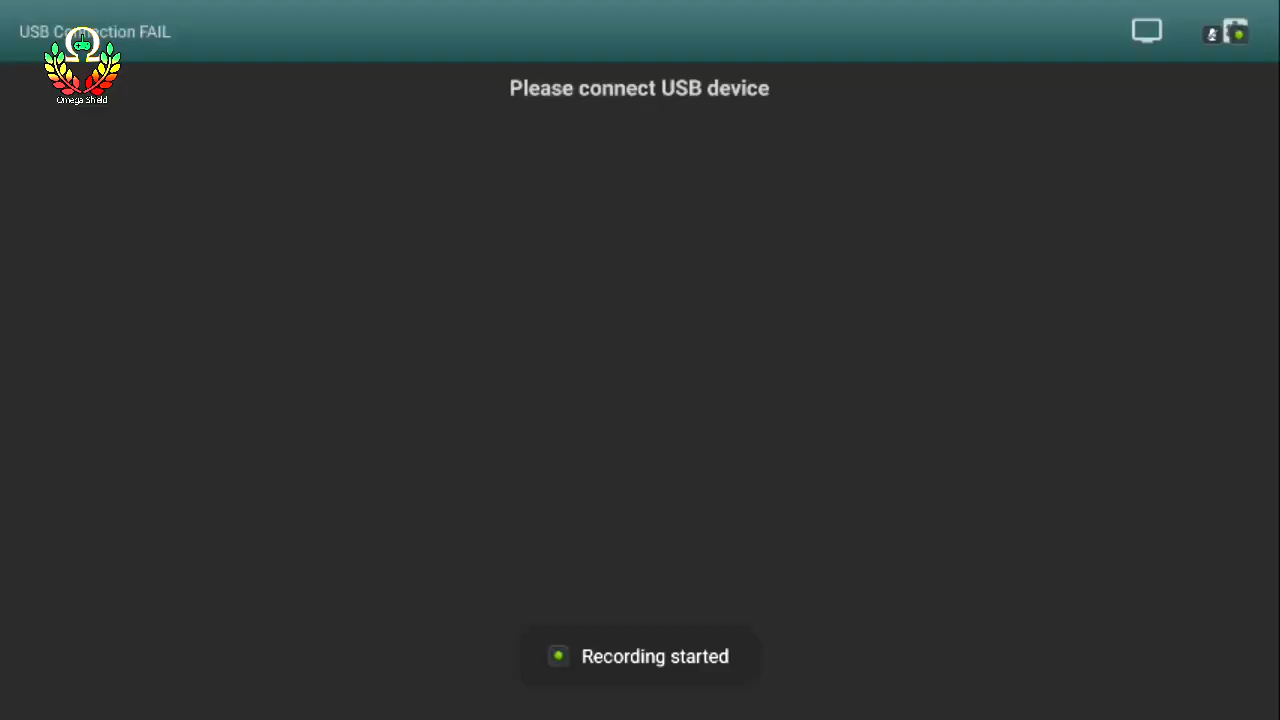 USB Connection FAIL
Ω
Omega Shield
Please connect USB device
Recording started